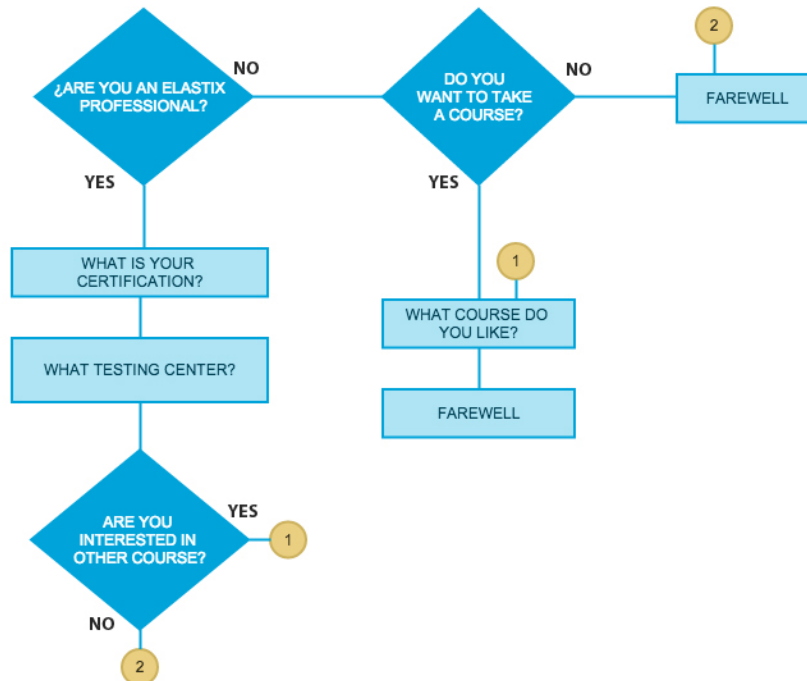 ¿ARE YOU AN ELASTIX
PROFESSIONAL?
NO
YES
DO YOU
WANT TO TAKE
A COURSE?
NO
YES
2
FAREWELL
WHAT IS YOUR
CERTIFICATION?
WHAT TESTING CENTER?
1
WHAT COURSE DO
YOU LIKE?
FAREWELL
ARE YOU
INTERESTED IN
OTHER COURSE?
YES
1
NO
2